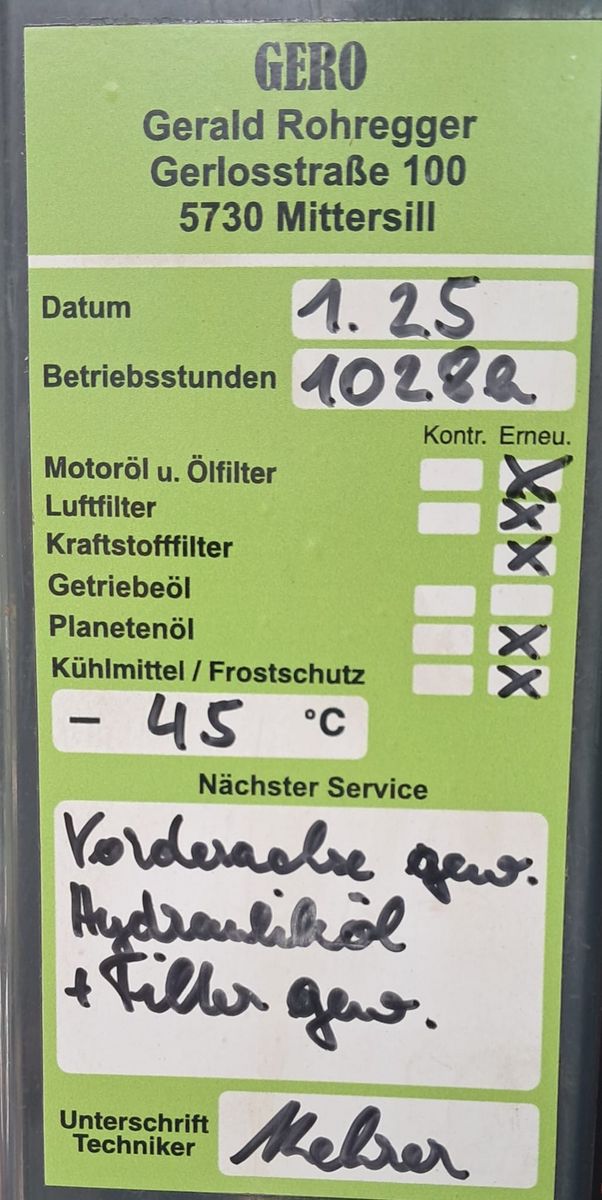 GERO
Gerald Rohregger
Gerlosstraße 100
5730 Mittersill
Datum 1.25
Betriebsstunden 1028h
Kontr. Erneu.
Motoröl u. Ölfilter X
Luftfilter X
Kraftstofffilter X
Getriebeöl
Planetenöl X
Kühlmittel / Frostschutz X
– 45 °C
Nächster Service
Vorderachse gew.
Hydrauliköl
+ Filter gew.
Unterschrift
Techniker